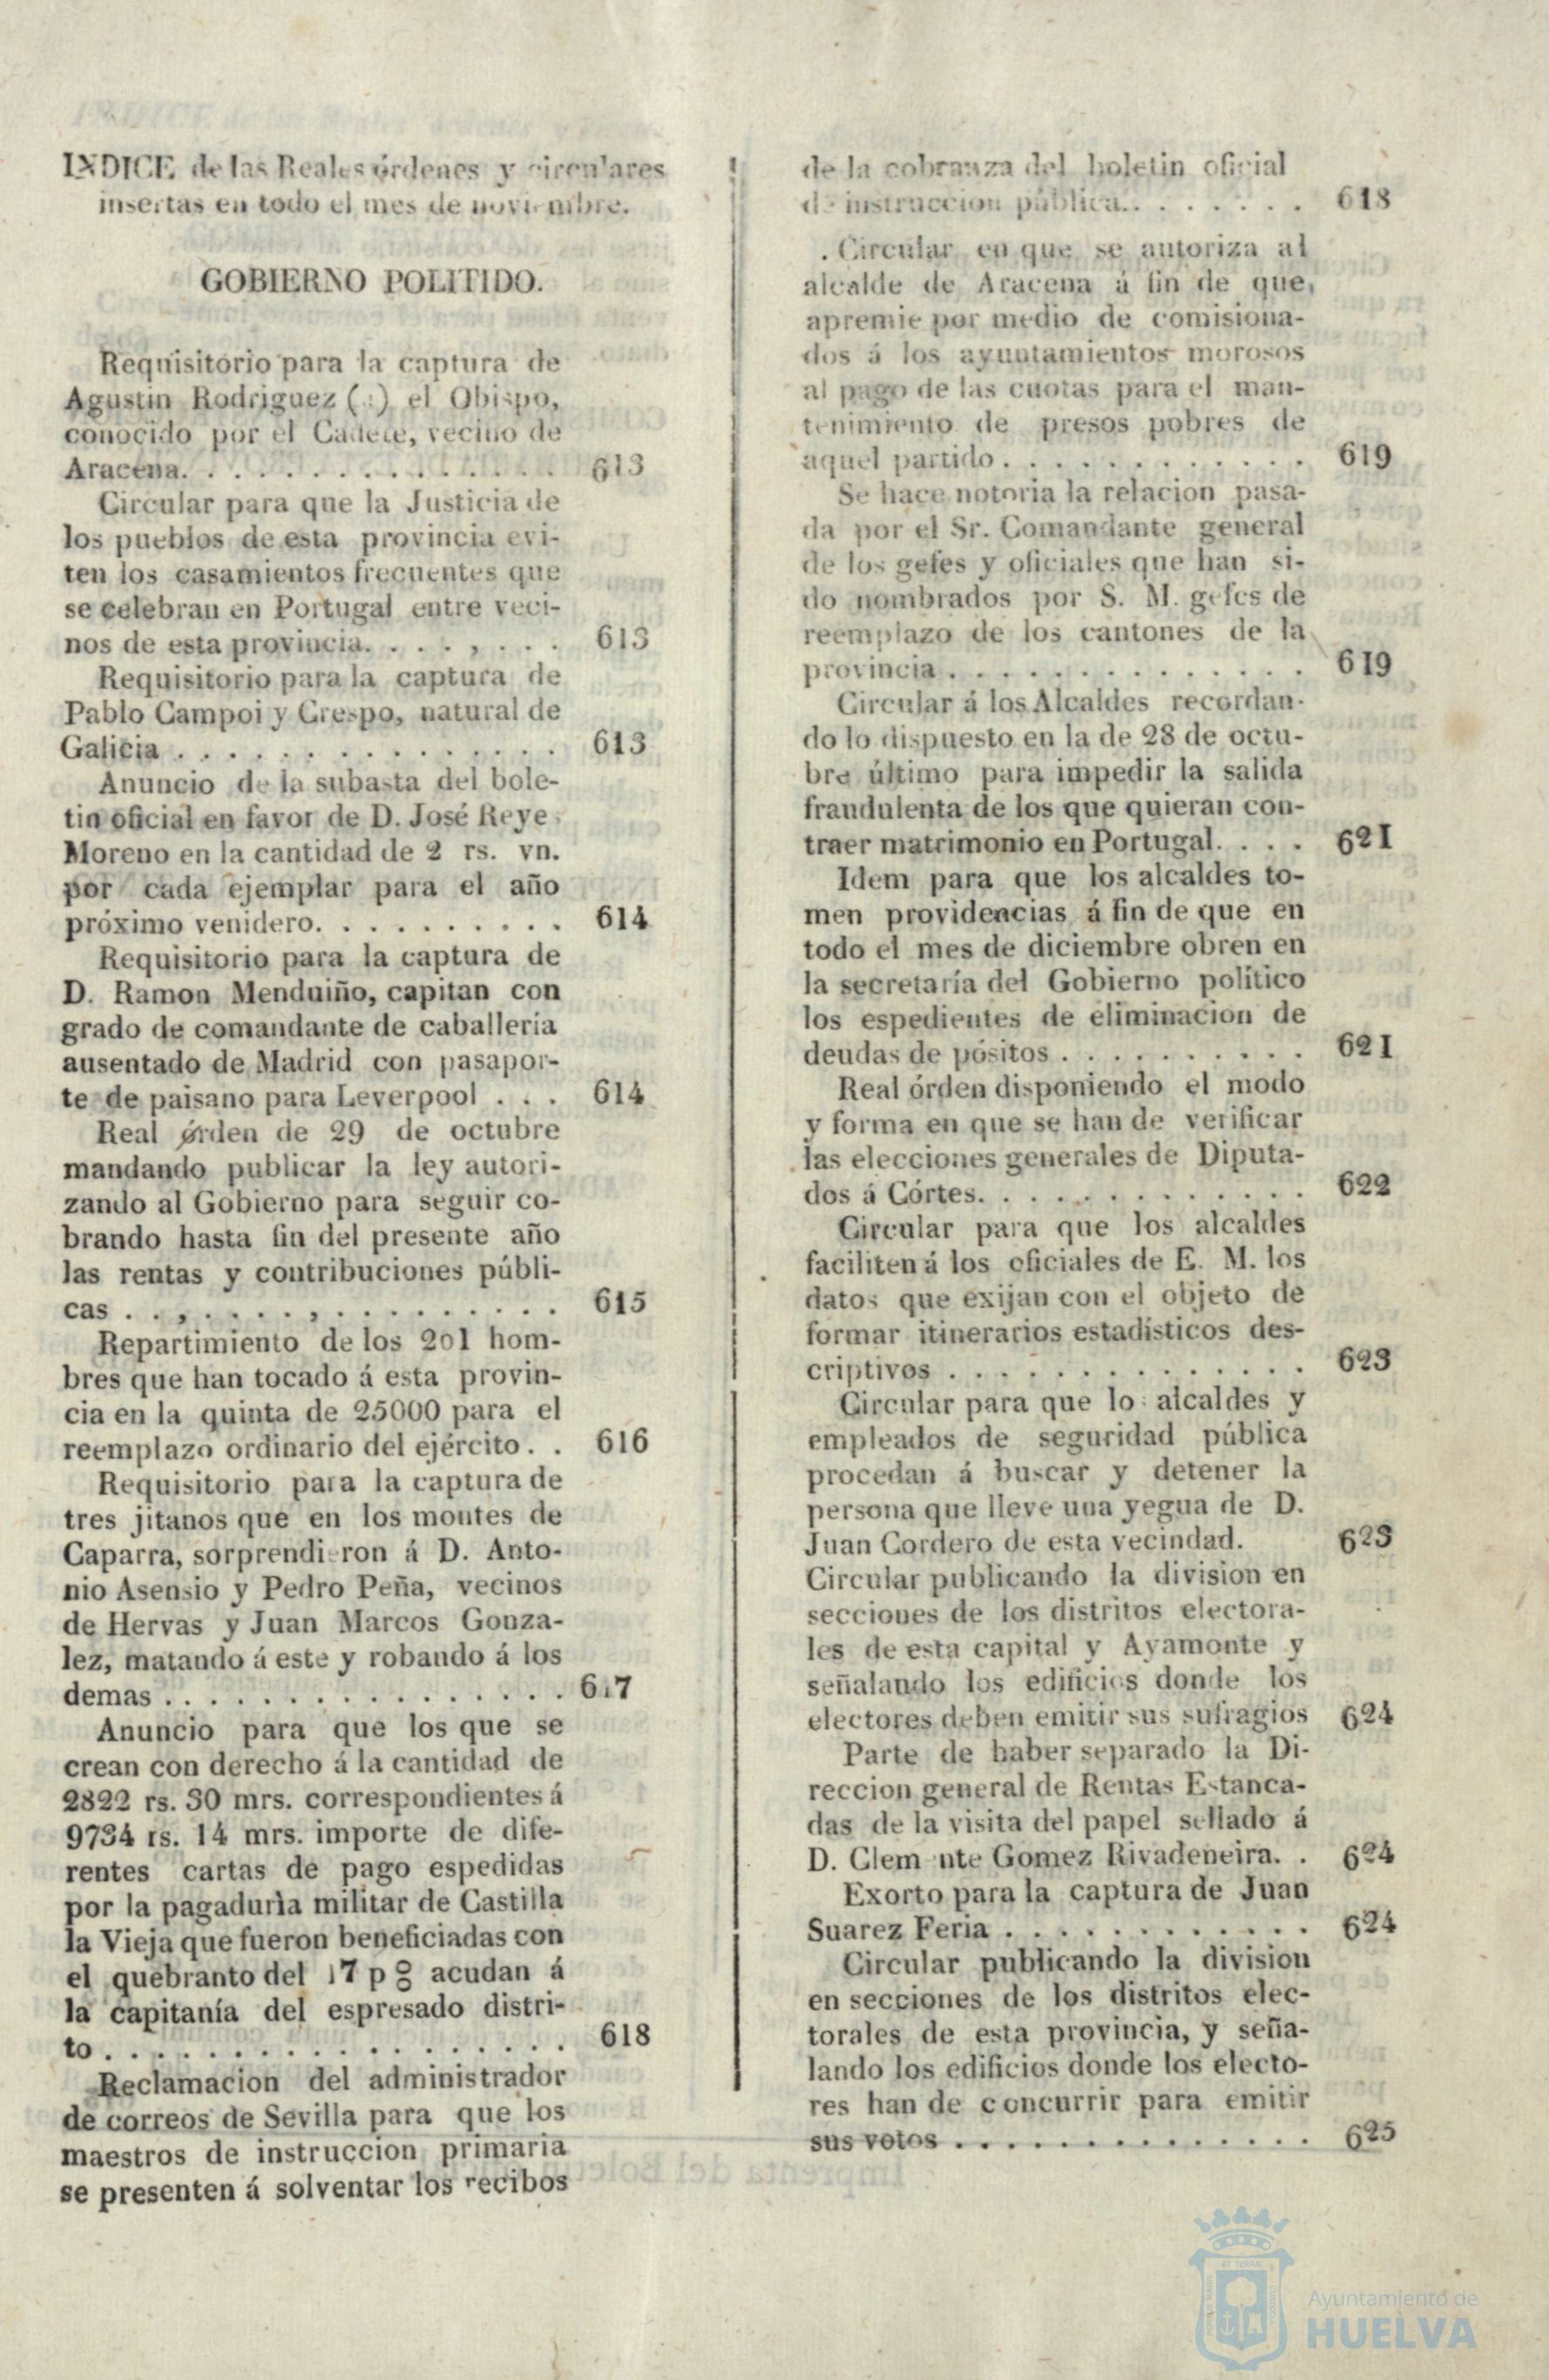 INDICE de las Reales órdenes y circulares
insertas en todo el mes de noviembre.
GOBIERNO POLITIDO.
Requisitorio para la captura de
Agustin Rodriguez (:) el Obispo,
conocido por el Cadete, vecino de
Aracena. . . . . . . . . . . . . . . 613
Circular para que la Justicia de
los pueblos de esta provincia evi-
ten los casamientos frecuentes que
se celebran en Portugal entre veci-
nos de esta provincia. . . . , . . . 613
Requisitorio para la captura de
Pablo Campoi y Crespo, natural de
Galicia . . . . . . . . . . . . . . . 613
Anuncio de la subasta del bole-
tin oficial en favor de D. José Reye
Moreno en la cantidad de 2 rs. vn.
por cada ejemplar para el año
próximo venidero. . . . . . . . . . 614
Requisitorio para la captura de
D. Ramon Menduiño, capitan con
grado de comandante de caballería
ausentado de Madrid con pasapor-
te de paisano para Leverpool . . . 614
Real órden de 29 de octubre
mandando publicar la ley autori-
zando al Gobierno para seguir co-
brando hasta fin del presente año
las rentas y contribuciones públi-
cas . . , . . . . , . . . . . . . . . 615
Repartimiento de los 201 hom-
bres que han tocado á esta provin-
cia en la quinta de 25000 para el
reemplazo ordinario del ejército. . 616
Requisitorio para la captura de
tres jitanos que en los montes de
Caparra, sorprendieron á D. Anto-
nio Asensio y Pedro Peña, vecinos
de Hervas y Juan Marcos Gonza-
lez, matando á este y robando á los
demas . . . . . . . . . . . . . . . . 617
Anuncio para que los que se
crean con derecho á la cantidad de
2822 rs. 30 mrs. correspondientes á
9734 rs. 14 mrs. importe de dife-
rentes cartas de pago espedidas
por la pagaduría militar de Castilla
la Vieja que fueron beneficiadas con
el quebranto del 17 p g acudan á
la capitanía del espresado distri-
to . . . . . . . . . . . . . . . . . . 618
Reclamacion del administrador
de correos de Sevilla para que los
maestros de instruccion primaria
se presenten á solventar los recibos
de la cobranza del boletin oficial
de instruccion pública. . . . . . . . 618
. Circular en que se autoriza al
alcalde de Aracena á fin de que,
apremie por medio de comisiona-
dos á los ayuntamientos morosos
al pago de las cuotas para el man-
tenimiento de presos pobres de
aquel partido . . . . . . . . . . . . 619
Se hace notoria la relacion pasa-
da por el Sr. Comandante general
de los gefes y oficiales que han si-
do nombrados por S. M. gefes de
reemplazo de los cantones de la
provincia . . . . . . . . . . . . . . 619
Circular á los Alcaldes recordan-
do lo dispuesto en la de 28 de octu-
bre último para impedir la salida
fraudulenta de los que quieran con-
traer matrimonio en Portugal. . . . 621
Idem para que los alcaldes to-
men providencias á fin de que en
todo el mes de diciembre obren en
la secretaría del Gobierno político
los espedientes de eliminacion de
deudas de pósitos . . . . . . . . . . 621
Real órden disponiendo el modo
y forma en que se han de verificar
las elecciones generales de Diputa-
dos á Córtes. . . . . . . . . . . . . 622
Circular para que los alcaldes
faciliten á los oficiales de E. M. los
datos que exijan con el objeto de
formar itinerarios estadísticos des-
criptivos . . . . . . . . . . . . . . 623
Circular para que lo alcaldes y
empleados de seguridad pública
procedan á buscar y detener la
persona que lleve una yegua de D.
Juan Cordero de esta vecindad. 623
Circular publicando la division en
secciones de los distritos electora-
les de esta capital y Ayamonte y
señalando los edificios donde los
electores deben emitir sus sufragios 624
Parte de haber separado la Di-
reccion general de Rentas Estanca-
das de la visita del papel sellado á
D. Clemente Gomez Rivadeneira. . 624
Exorto para la captura de Juan
Suarez Feria . . . . . . . . . . . . 624
Circular publicando la division
en secciones de los distritos elec-
torales de esta provincia, y seña-
lando los edificios donde los electo-
res han de concurrir para emitir
sus votos . . . . . . . . . . . . . . 625
Ayuntamiento de
HUELVA